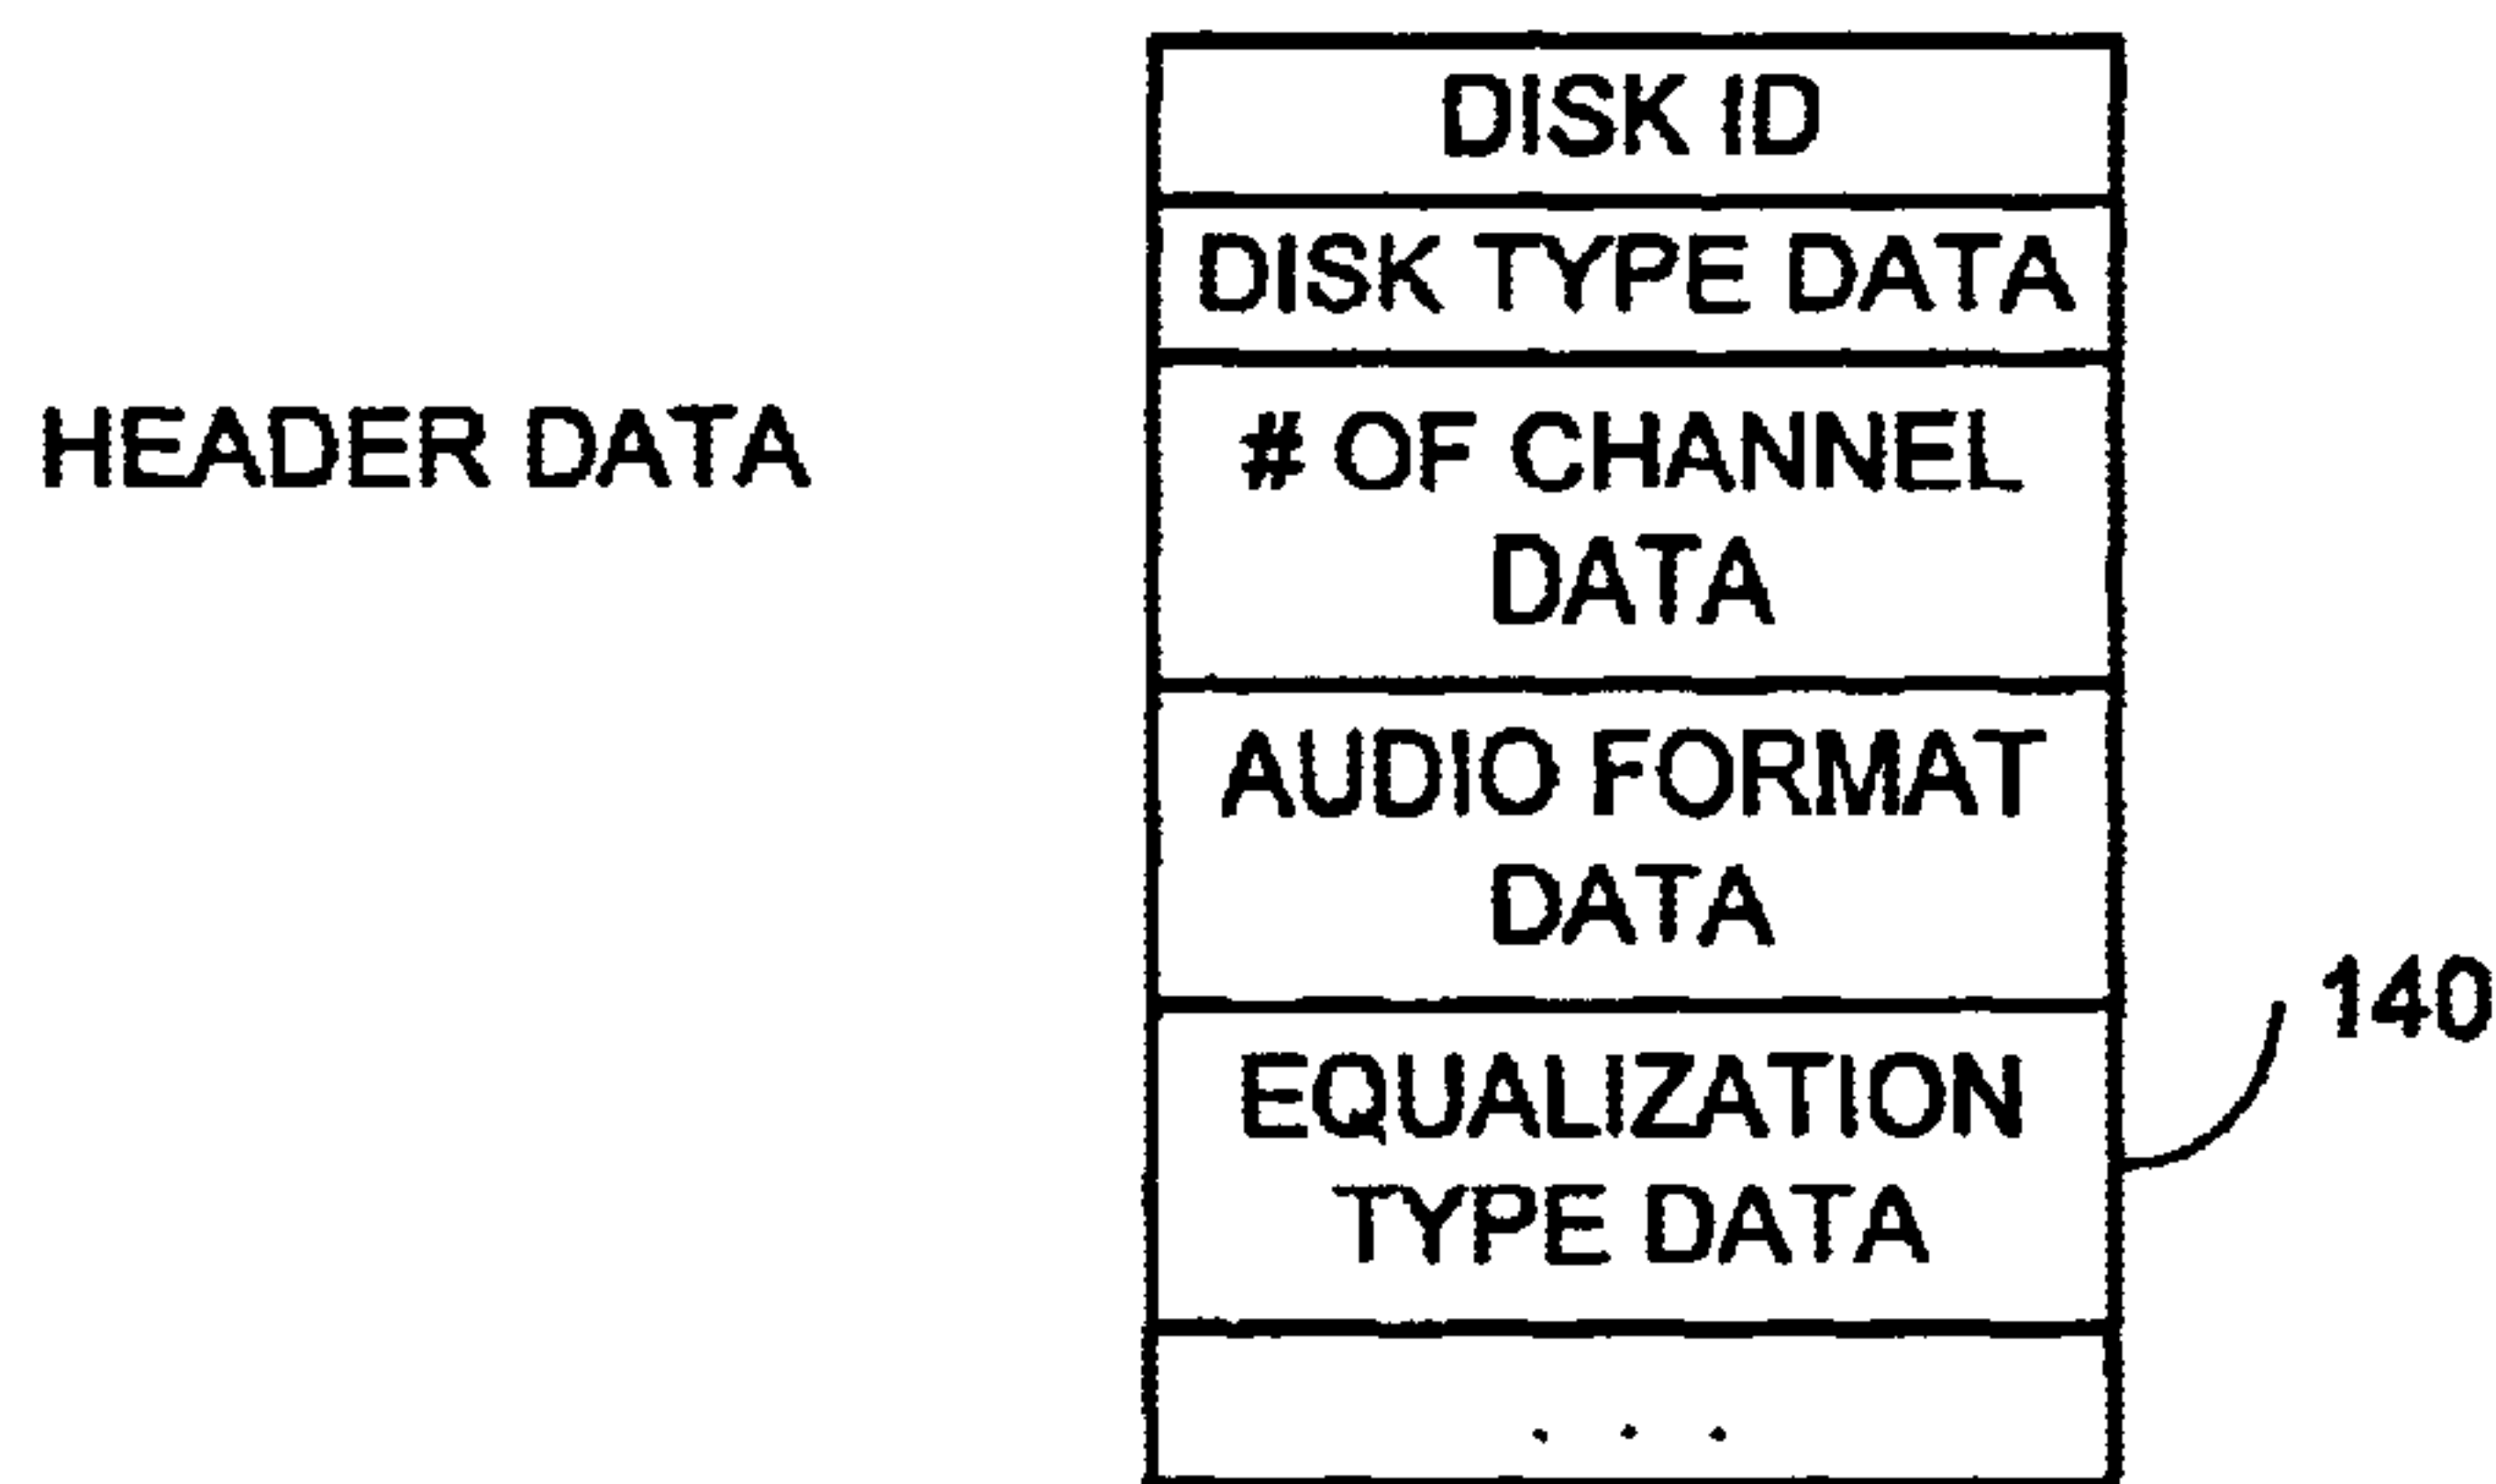 DISK ID
DISK TYPE DATA
HEADER DATA
# OF CHANNEL
DATA
AUDIO FORMAT
DATA
140
EQUALIZATION
TYPE DATA
. . .